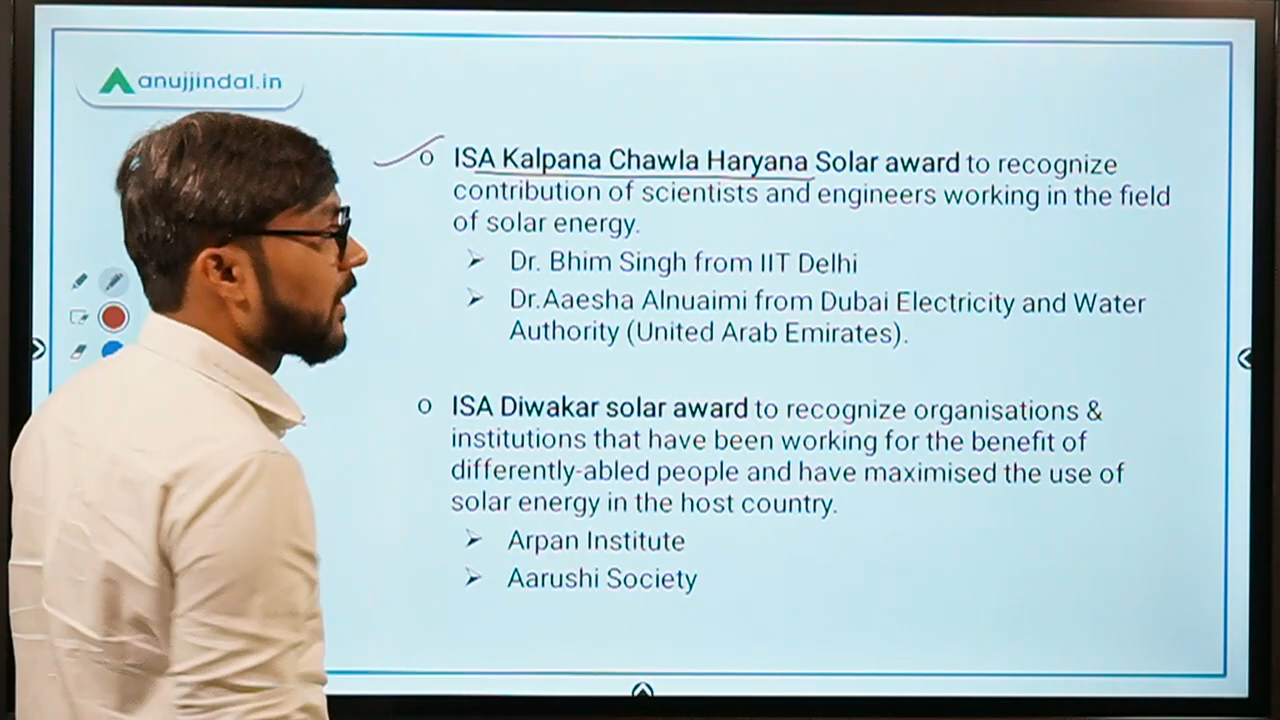 anujjindal.in
o ISA Kalpana Chawla Haryana Solar award to recognize
contribution of scientists and engineers working in the field
of solar energy.
➢ Dr. Bhim Singh from IIT Delhi
➢ Dr.Aaesha Alnuaimi from Dubai Electricity and Water
Authority (United Arab Emirates).
o ISA Diwakar solar award to recognize organisations &
institutions that have been working for the benefit of
differently-abled people and have maximised the use of
solar energy in the host country.
➢ Arpan Institute
➢ Aarushi Society